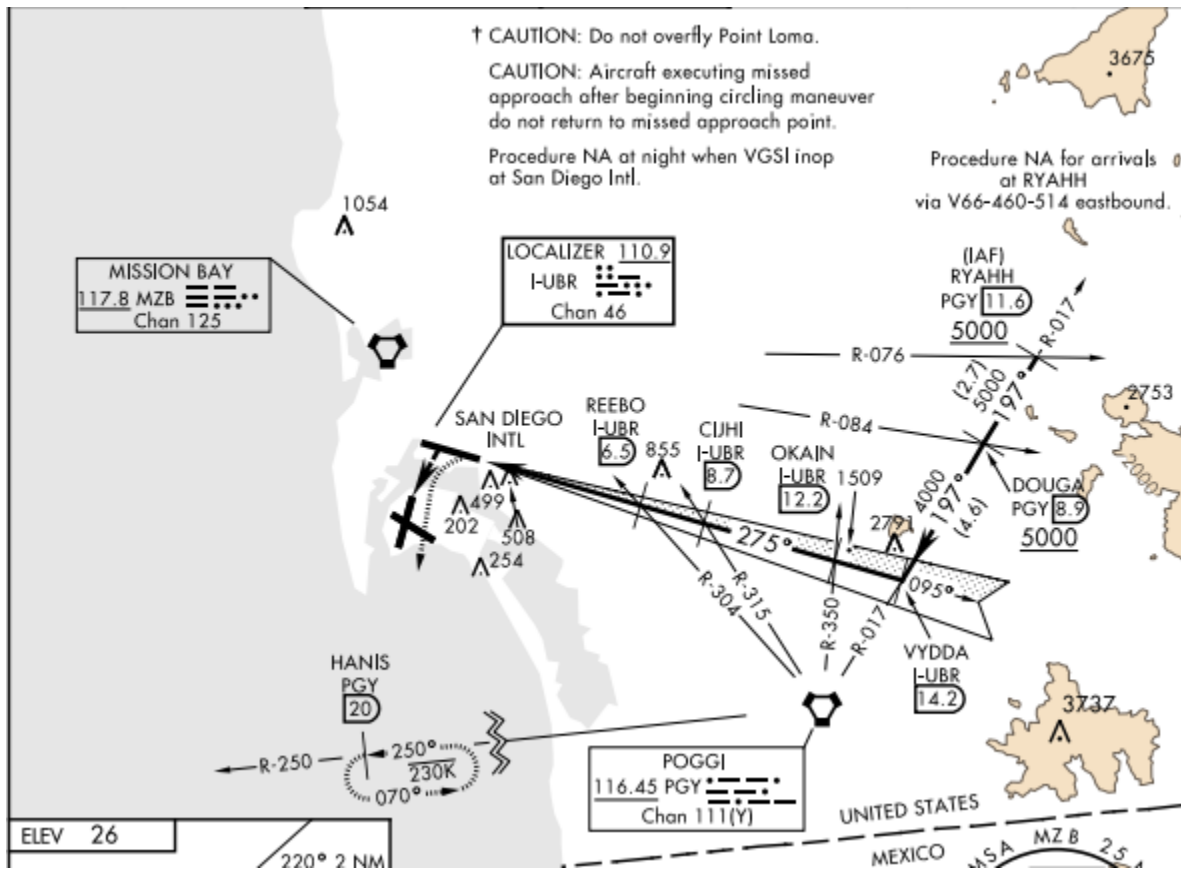 † CAUTION: Do not overfly Point Loma.
CAUTION: Aircraft executing missed
approach after beginning circling maneuver
do not return to missed approach point.
Procedure NA at night when VGSI inop
at San Diego Intl.
3675
Procedure NA for arrivals
at RYAHH
via V66-460-514 eastbound.
1054
MISSION BAY
117.8 MZB
Chan 125
LOCALIZER 110.9
I-UBR
Chan 46
(IAF)
RYAHH
PGY 11.6
5000
R-017
R-076
(2.7)
5000
197°
2753
2000
R-084
DOUGA
PGY 8.9
5000
4000
197°
(4.6)
SAN DIEGO
INTL
REEBO
I-UBR
6.5
855
CIJHI
I-UBR
8.7
OKAIN
I-UBR
12.2
1509
2791
499
202
508
254
275°
095°
R-304
R-315
R-350
R-017
VYDDA
I-UBR
14.2
HANIS
PGY
20
R-250
250°
230K
070°
3737
POGGI
116.45 PGY
Chan 111(Y)
UNITED STATES
MEXICO
ELEV 26
220° 2 NM
MSA MZB 25